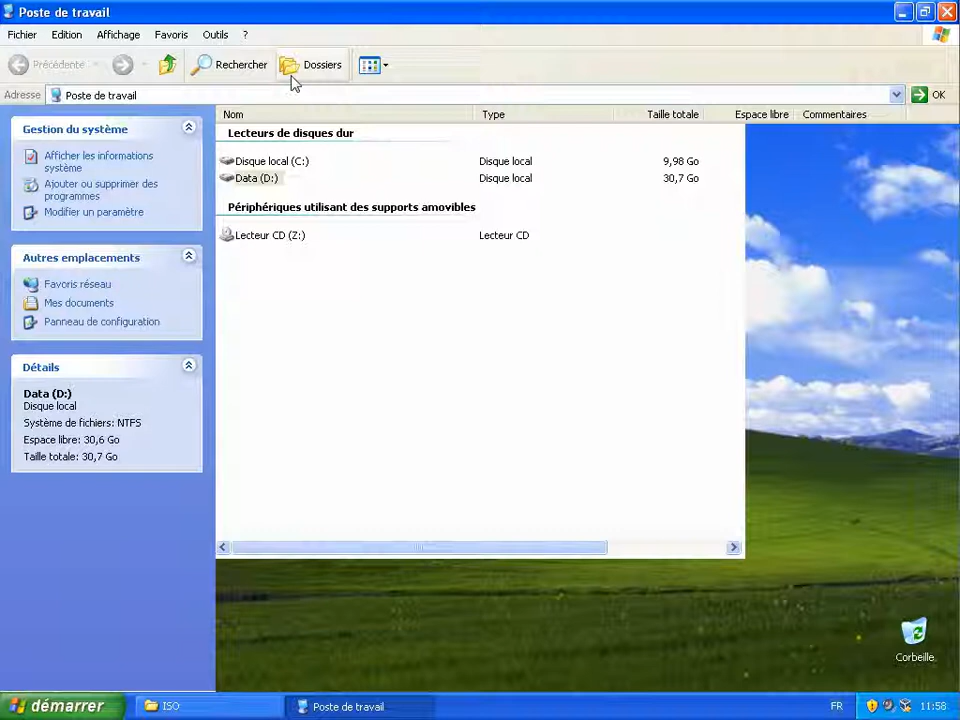 Poste de travail
Fichier Edition Affichage Favoris Outils ?
Précédente Rechercher Dossiers
Adresse Poste de travail OK
Nom Type Taille totale Espace libre Commentaires
Gestion du système
Afficher les informations
système
Ajouter ou supprimer des
programmes
Modifier un paramètre
Autres emplacements
Favoris réseau
Mes documents
Panneau de configuration
Détails
Data (D:)
Disque local
Système de fichiers: NTFS
Espace libre: 30,6 Go
Taille totale: 30,7 Go
Lecteurs de disques dur
Disque local (C:) Disque local 9,98 Go
Data (D:) Disque local 30,7 Go
Périphériques utilisant des supports amovibles
Lecteur CD (Z:) Lecteur CD
Corbeille
démarrer ISO Poste de travail FR 11:58